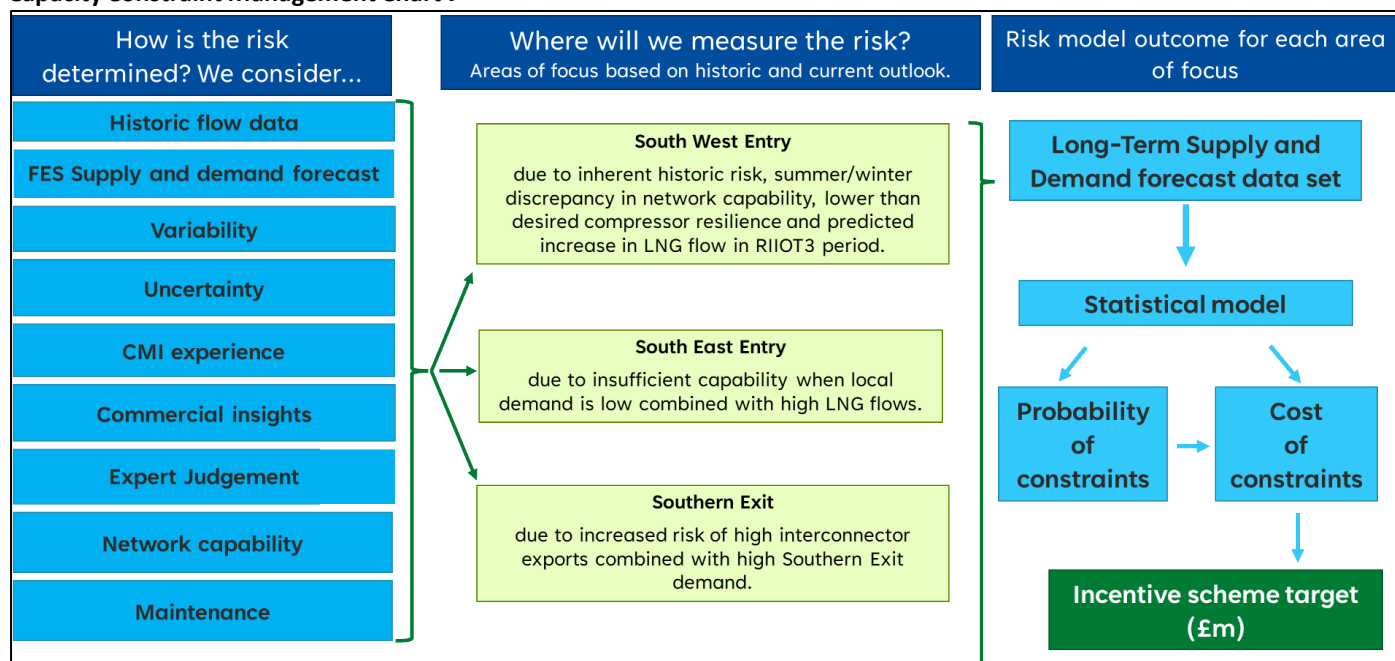 Capacity Constraint Management Chart .
How is the risk
determined? We consider...
Historic flow data
FES Supply and demand forecast
Variability
Uncertainty
CMI experience
Commercial insights
Expert Judgement
Network capability
Maintenance
Where will we measure the risk?
Areas of focus based on historic and current outlook.
South West Entry
due to inherent historic risk, summer/winter
discrepancy in network capability, lower than
desired compressor resilience and predicted
increase in LNG flow in RIIOT3 period.
South East Entry
due to insufficient capability when local
demand is low combined with high LNG flows.
Southern Exit
due to increased risk of high interconnector
exports combined with high Southern Exit
demand.
Risk model outcome for each area
of focus
Long-Term Supply and
Demand forecast data set
Statistical model
Probability
of
constraints
Cost
of
constraints
Incentive scheme target
(£m)